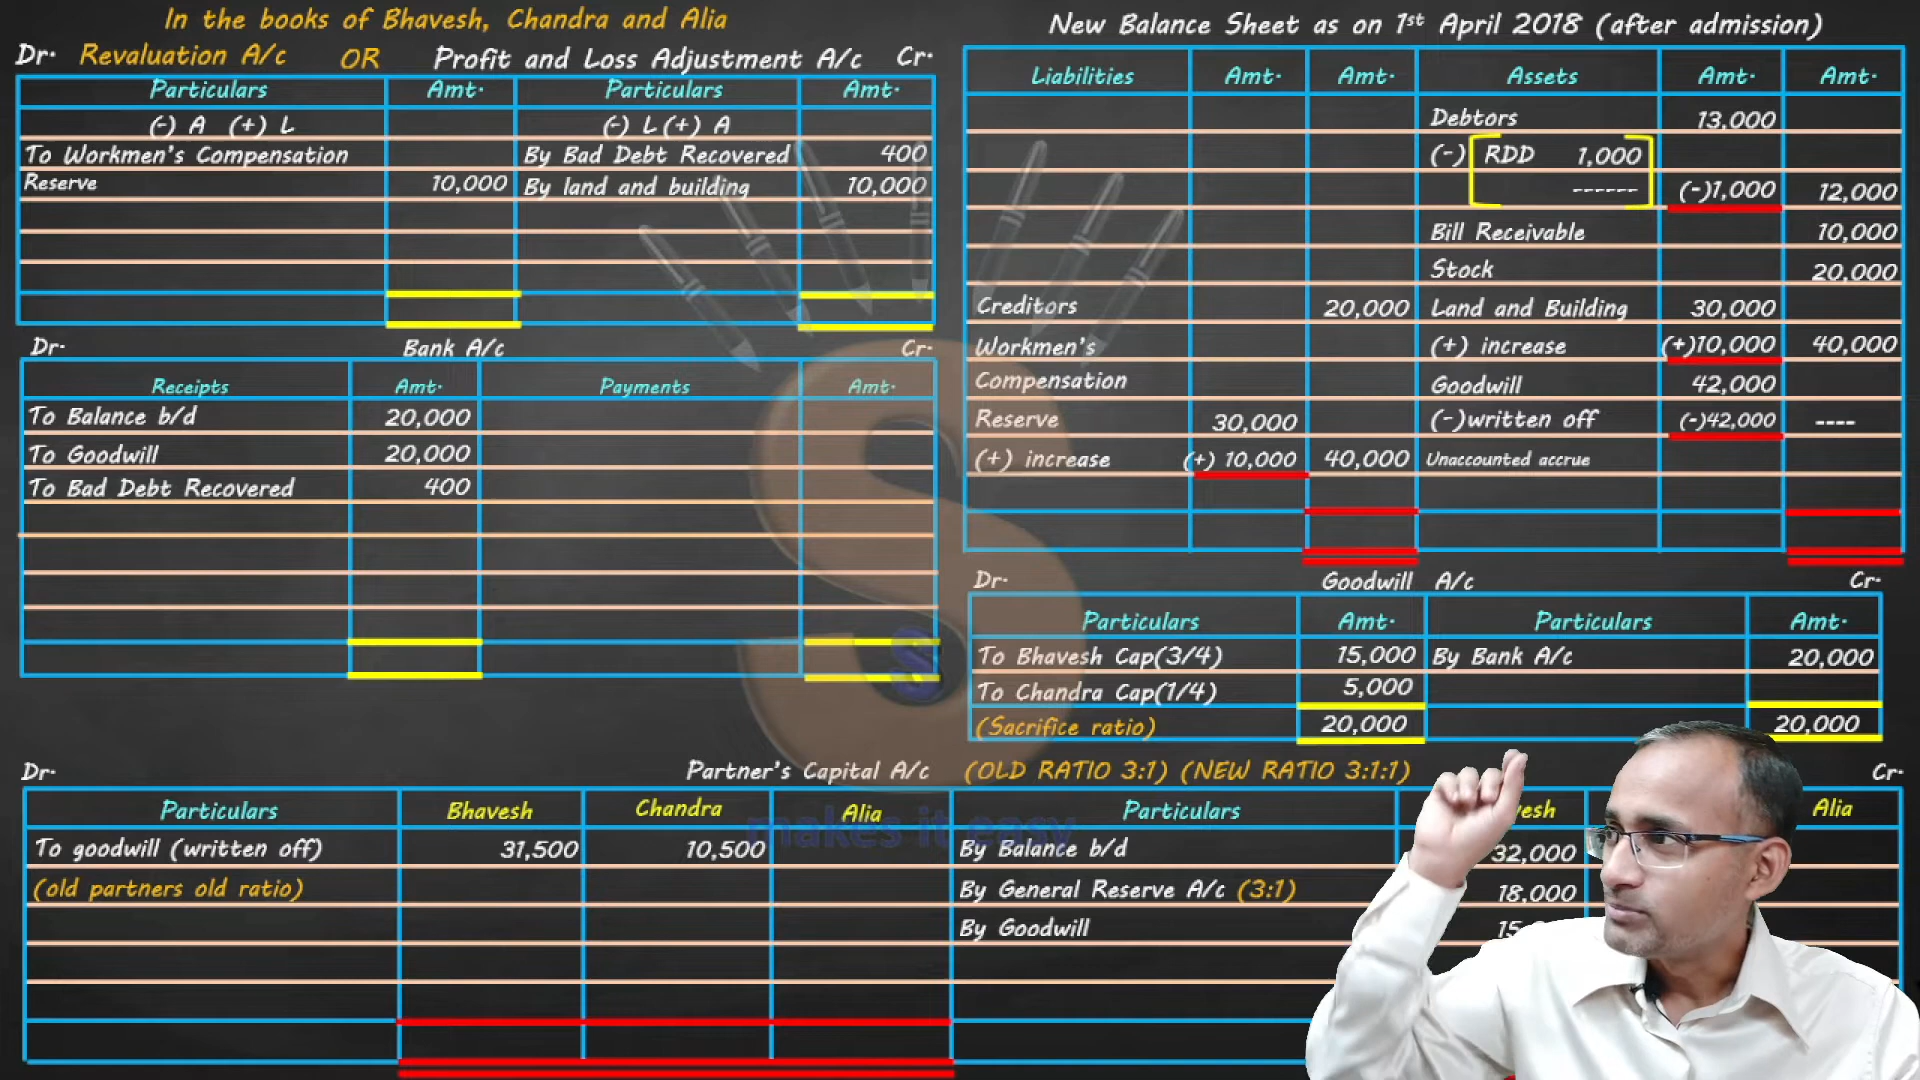 In the books of Bhavesh, Chandra and Alia
Dr. Revaluation A/c OR Profit and Loss Adjustment A/c Cr.
Particulars Amt. Particulars Amt.
(-) A (+) L (-) L (+) A
To Workmen's Compensation By Bad Debt Recovered 400
Reserve 10,000 By land and building 10,000
Dr. Bank A/c Cr.
Receipts Amt. Payments Amt.
To Balance b/d 20,000
To Goodwill 20,000
To Bad Debt Recovered 400
New Balance Sheet as on 1st April 2018 (after admission)
Liabilities Amt. Amt. Assets Amt. Amt.
Debtors 13,000
(-) RDD 1,000
------ (-)1,000 12,000
Bill Receivable 10,000
Stock 20,000
Creditors 20,000 Land and Building 30,000
Workmen's (+) increase (+)10,000 40,000
Compensation Goodwill 42,000
Reserve 30,000 (-)written off (-)42,000 ----
(+) increase (+) 10,000 40,000 Unaccounted accrue
Dr. Goodwill A/c Cr.
Particulars Amt. Particulars Amt.
To Bhavesh Cap(3/4) 15,000 By Bank A/c 20,000
To Chandra Cap(1/4) 5,000
(Sacrifice ratio) 20,000 20,000
Dr. Partner's Capital A/c (OLD RATIO 3:1) (NEW RATIO 3:1:1) Cr.
Particulars Bhavesh Chandra Alia Particulars vesh Alia
To goodwill (written off) 31,500 10,500 By Balance b/d 32,000
(old partners old ratio) By General Reserve A/c (3:1) 18,000
By Goodwill
S
makes it easy